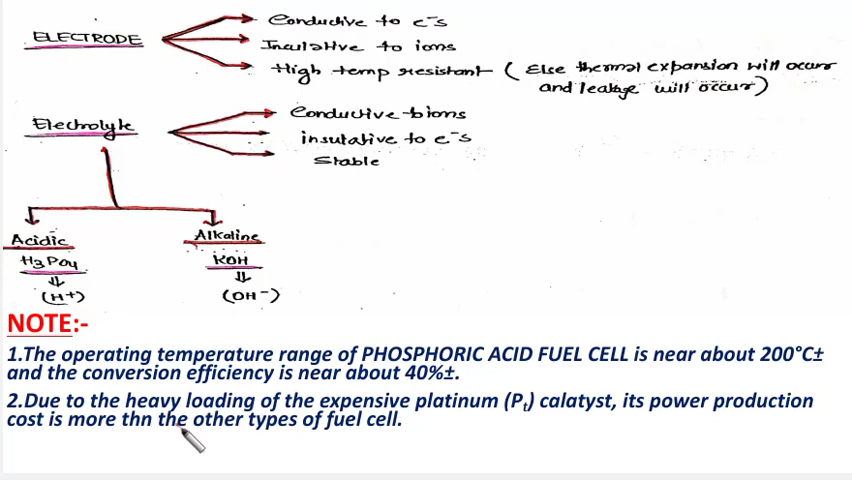 ELECTRODE
Conductive to e⁻s
Insulative to ions
High temp resistant ( Else thermal expansion will occur
and leakage will occur)
Electrolyte
Conductive to ions
insulative to e⁻s
Stable
Acidic
H3PO4
(H+)
Alkaline
KOH
(OH⁻)
NOTE:-
1.The operating temperature range of PHOSPHORIC ACID FUEL CELL is near about 200°C±
and the conversion efficiency is near about 40%±.
2.Due to the heavy loading of the expensive platinum (Pt) calatyst, its power production
cost is more thn the other types of fuel cell.